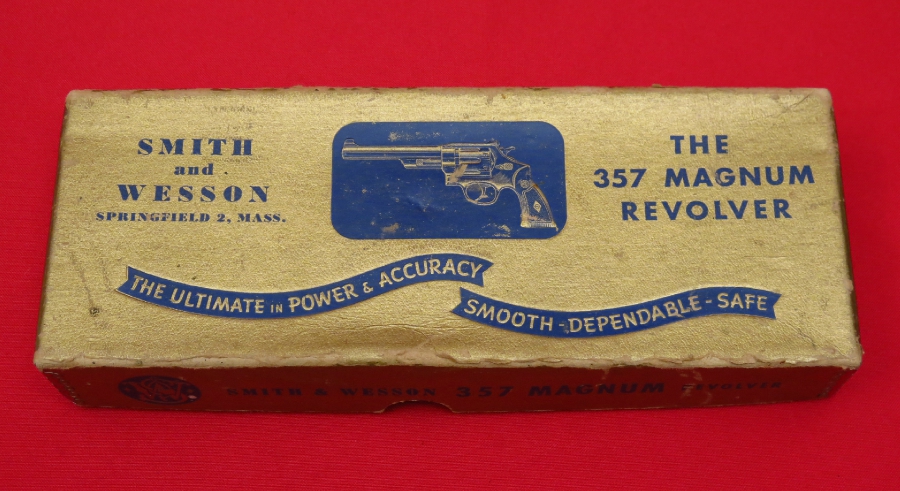 SMITH
and
WESSON
SPRINGFIELD 2, MASS.
THE
357 MAGNUM
REVOLVER
THE ULTIMATE IN POWER & ACCURACY
SMOOTH - DEPENDABLE - SAFE
SMITH & WESSON 357 MAGNUM REVOLVER